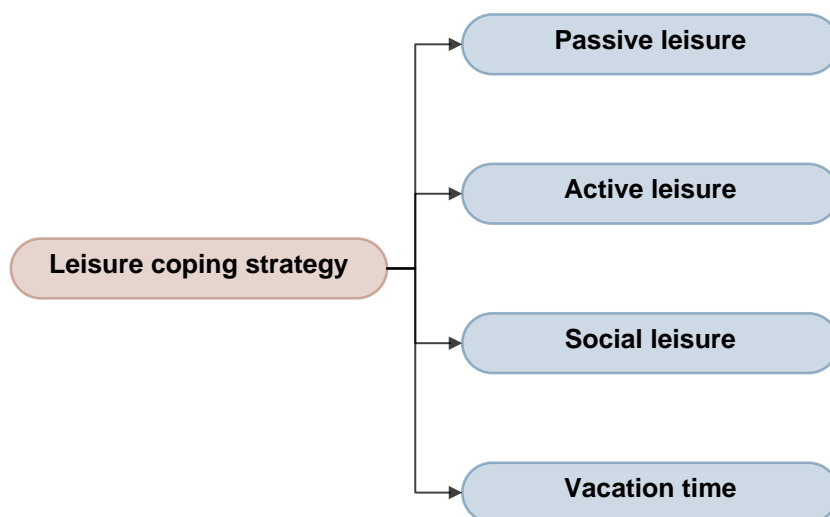 Passive leisure
Active leisure
Leisure coping strategy
Social leisure
Vacation time